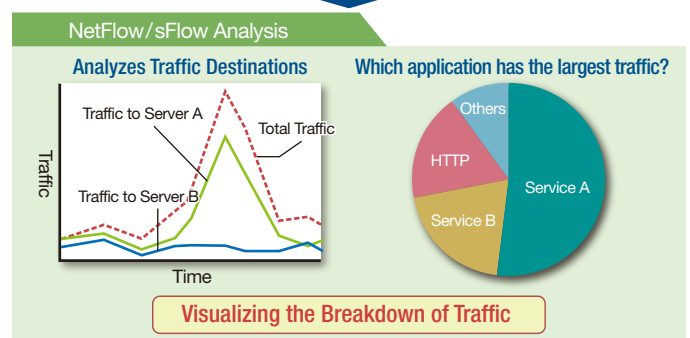 NetFlow/sFlow Analysis
Analyzes Traffic Destinations
Traffic to Server A
Total Traffic
Traffic to Server B
Traffic
Time
Which application has the largest traffic?
Others
HTTP
Service A
Service B
Visualizing the Breakdown of Traffic